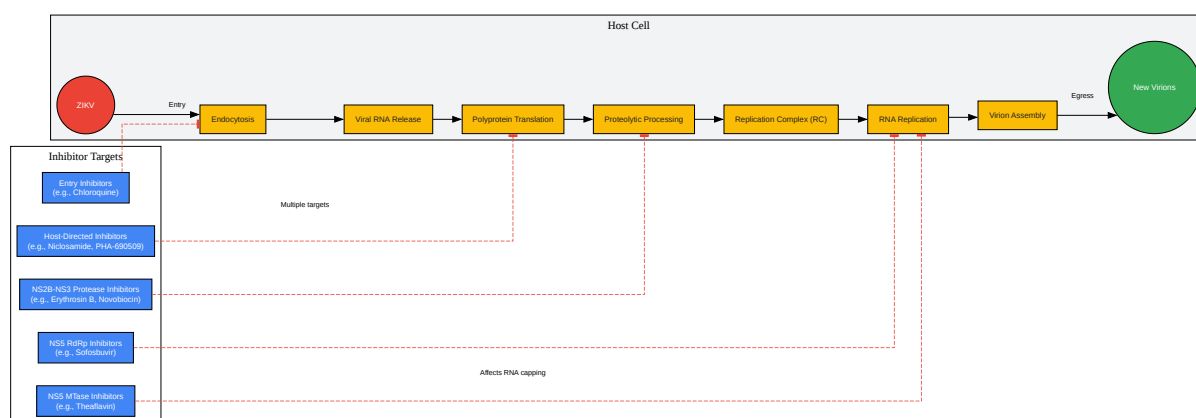 Host Cell
ZIKV
Entry
Endocytosis
Viral RNA Release
Polyprotein Translation
Proteolytic Processing
Replication Complex (RC)
RNA Replication
Virion Assembly
Egress
New Virions
Inhibitor Targets
Entry Inhibitors
(e.g., Chloroquine)
Multiple targets
Host-Directed Inhibitors
(e.g., Niclosamide, PHA-690509)
NS2B-NS3 Protease Inhibitors
(e.g., Erythrosin B, Novobiocin)
NS5 RdRp Inhibitors
(e.g., Sofosbuvir)
Affects RNA capping
NS5 MTase Inhibitors
(e.g., Theaflavin)